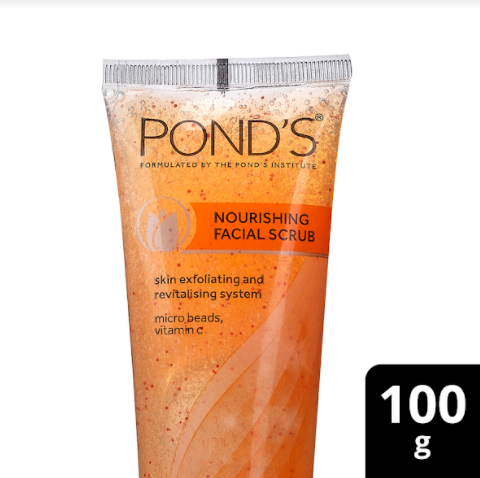 POND'S®
FORMULATED BY THE POND'S INSTITUTE
NOURISHING
FACIAL SCRUB
skin exfoliating and
revitalising system
micro beads,
vitamin c
100
g